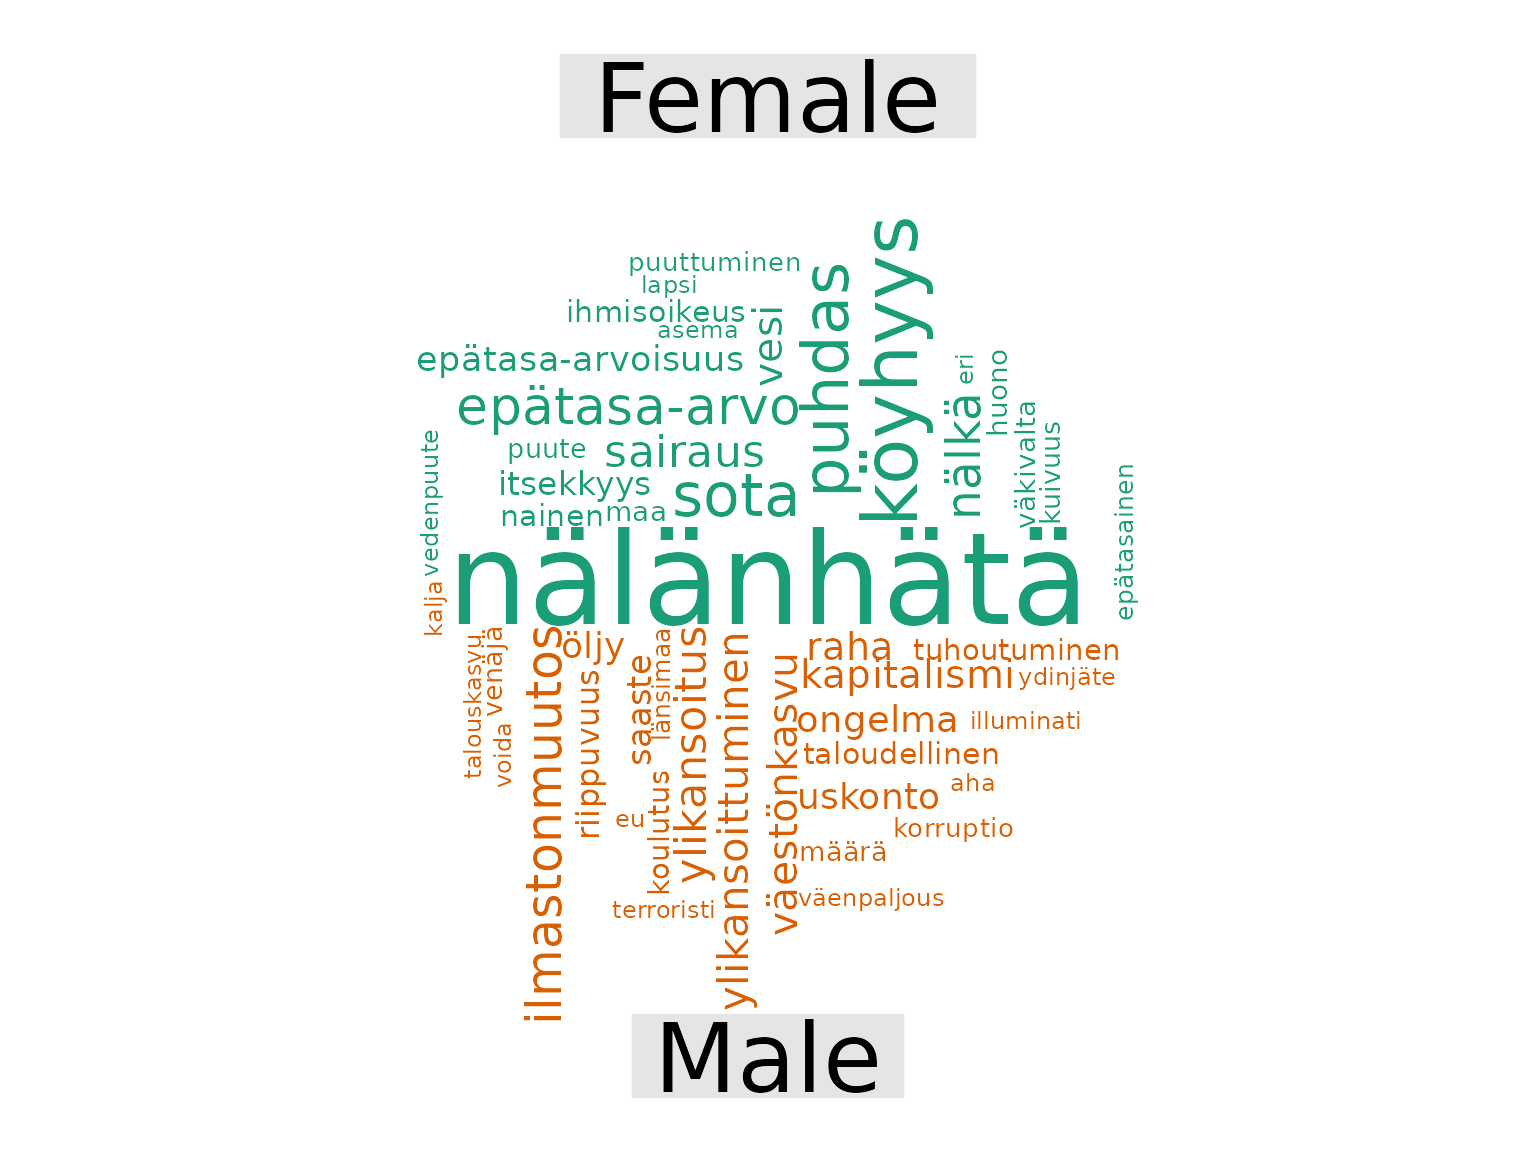 Female
puuttuminen
lapsi
ihmisoikeus
asema
epätasa-arvoisuus
vesi
puhdas
köyhyys
epätasa-arvo
eri
huono
nälkä
väkivalta
kuivuus
puute
sairaus
itsekkyys
sota
nainen
maa
vedenpuute
epätasainen
nälänhätä
kalja
talouskasvu
venäjä
voida
ilmastonmuutos
öljy
riippuvuus
saaste
länsimaa
eu
koulutus
ylikansoitus
terroristi
ylikansoittuminen
väestönkasvu
raha
tuhoutuminen
kapitalismi
ydinjäte
ongelma
illuminati
taloudellinen
aha
uskonto
korruptio
määrä
väenpaljous
Male